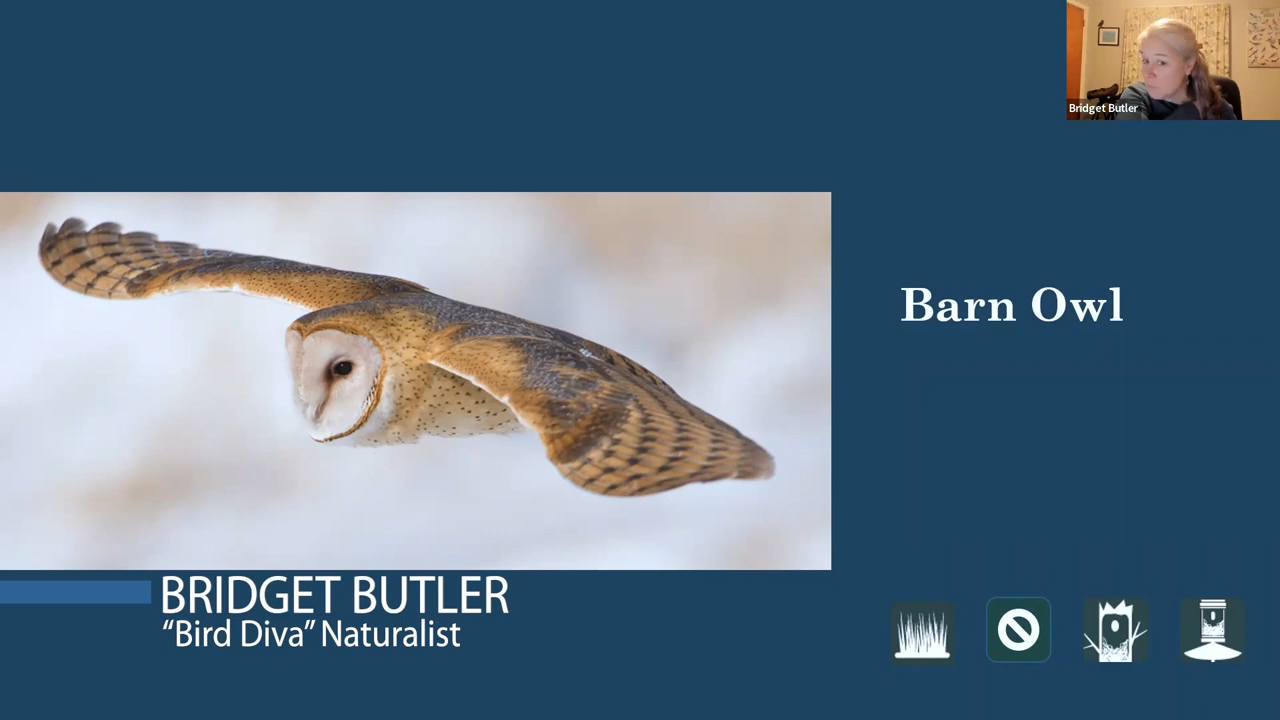 Bridget Butler
Barn Owl
BRIDGET BUTLER
“Bird Diva” Naturalist